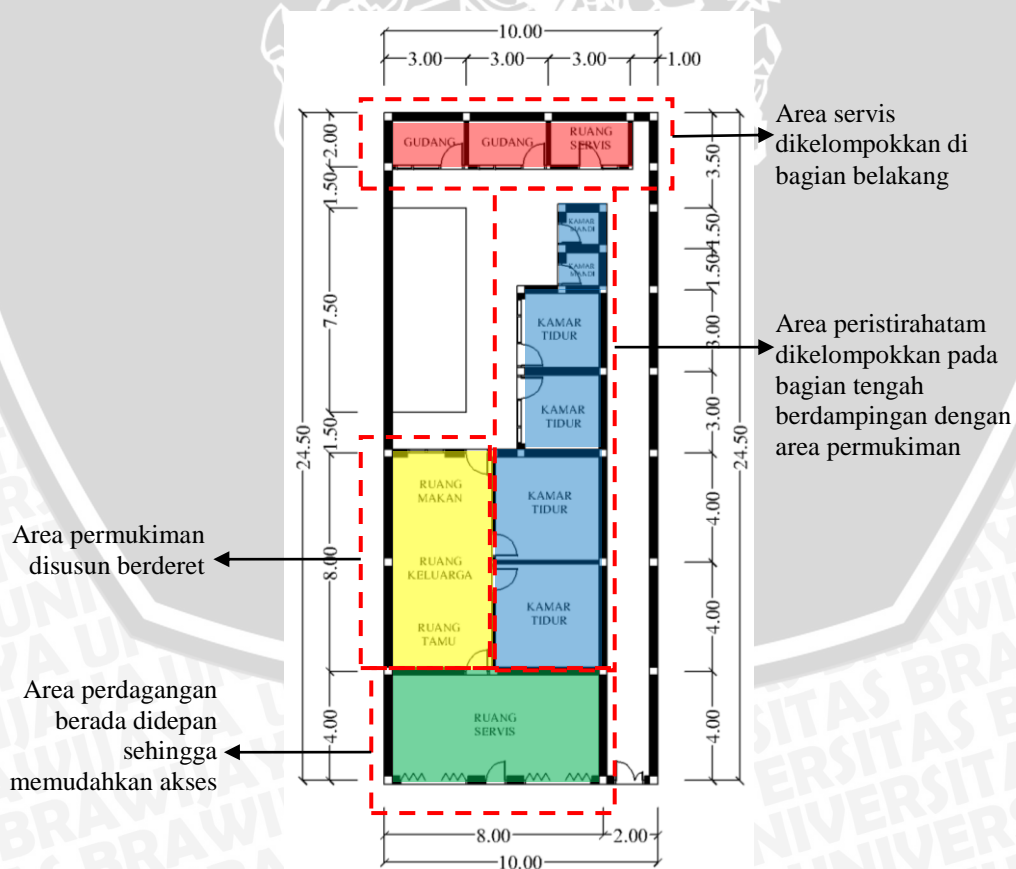 10.00
3.00
3.00
3.00
1.00
Area servis
dikelompokkan di
bagian belakang
2.00
1.50
7.50
1.50
8.00
4.00
24.50
GUDANG
GUDANG
RUANG
SERVIS
3.50
1.50
1.50
3.00
3.00
4.00
4.00
4.00
24.50
KAMAR
MANDI
KAMAR
MANDI
KAMAR
TIDUR
KAMAR
TIDUR
Area peristirahatam
dikelompokkan pada
bagian tengah
berdampingan dengan
area permukiman
RUANG
MAKAN
KAMAR
TIDUR
Area permukiman
disusun berderet
RUANG
KELUARGA
RUANG
TAMU
KAMAR
TIDUR
Area perdagangan
berada didepan
sehingga
memudahkan akses
RUANG
SERVIS
8.00
2.00
10.00